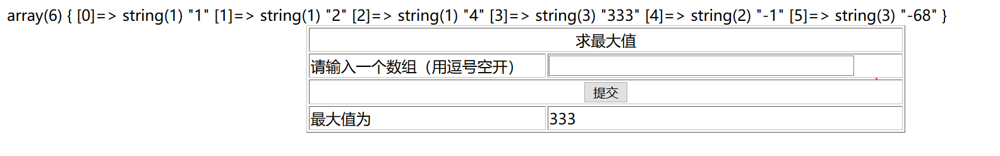 array(6) { [0]=> string(1) "1" [1]=> string(1) "2" [2]=> string(1) "4" [3]=> string(3) "333" [4]=> string(2) "-1" [5]=> string(3) "-68" }
求最大值
请输入一个数组（用逗号空开）
提交
最大值为 333